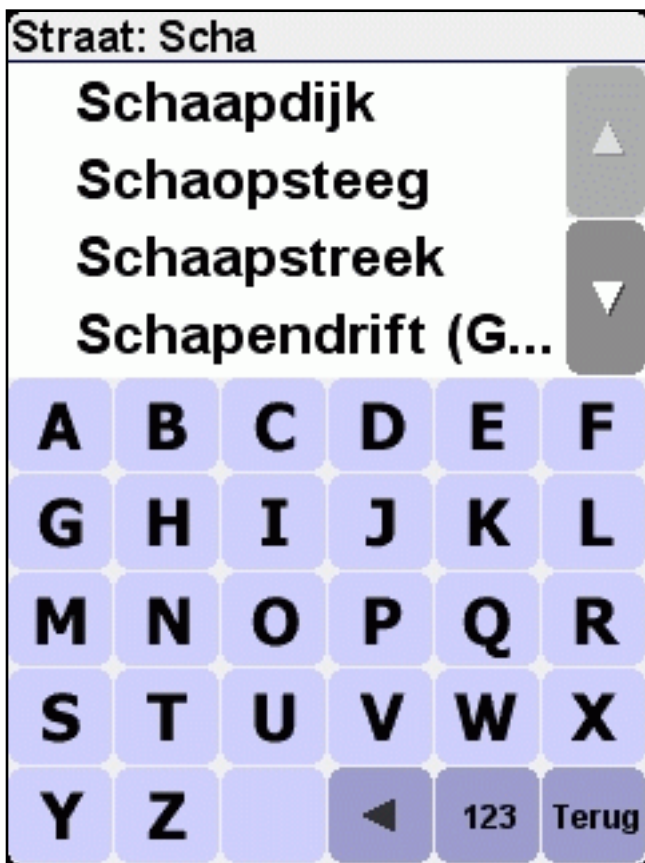 Straat: Scha
Schaapdijk
Schaopsteeg
Schaapstreek
Schapendrift (G...
A B C D E F
G H I J K L
M N O P Q R
S T U V W X
Y Z 123 Terug